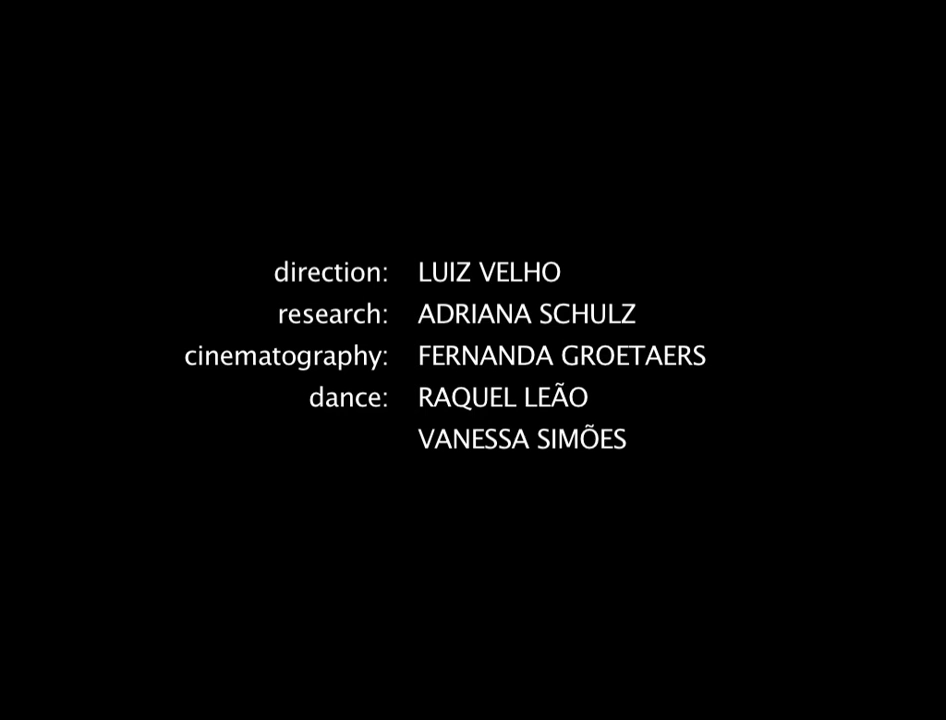 direction: LUIZ VELHO
research: ADRIANA SCHULZ
cinematography: FERNANDA GROETAERS
dance: RAQUEL LEÃO
VANESSA SIMÕES